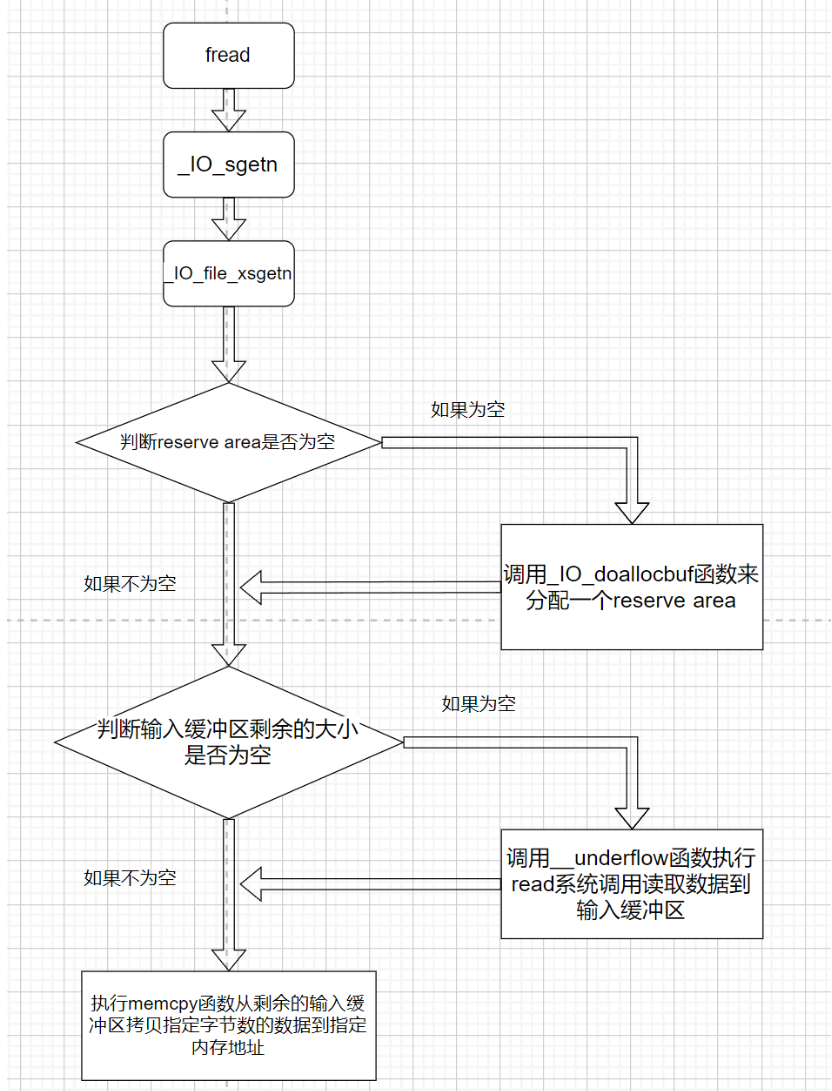 fread
_IO_sgetn
_IO_file_xsgetn
如果为空
判断reserve area是否为空
调用_IO_doallocbuf函数来
分配一个reserve area
如果不为空
如果为空
判断输入缓冲区剩余的大小
是否为空
调用__underflow函数执行
read系统调用读取数据到
输入缓冲区
如果不为空
执行memcpy函数从剩余的输入缓
冲区拷贝指定字节数的数据到指定
内存地址